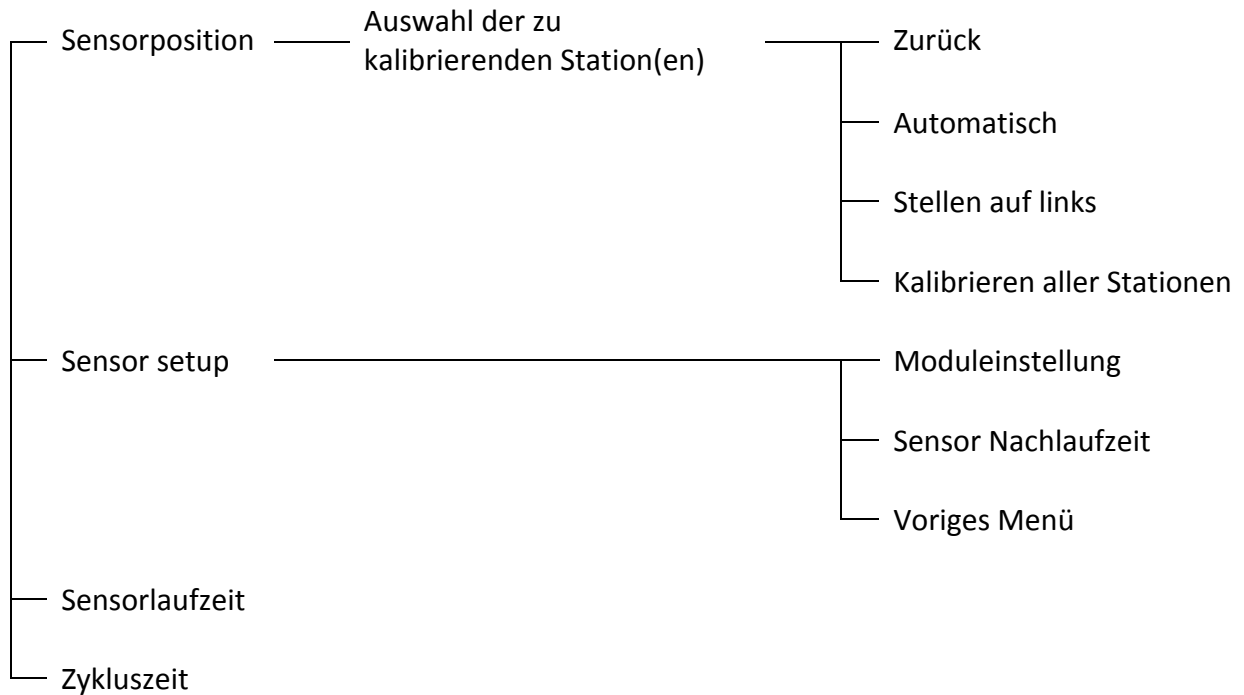 Sensorposition
Auswahl der zu
kalibrierenden Station(en)
Zurück
Automatisch
Stellen auf links
Kalibrieren aller Stationen
Sensor setup
Moduleinstellung
Sensor Nachlaufzeit
Voriges Menü
Sensorlaufzeit
Zykluszeit